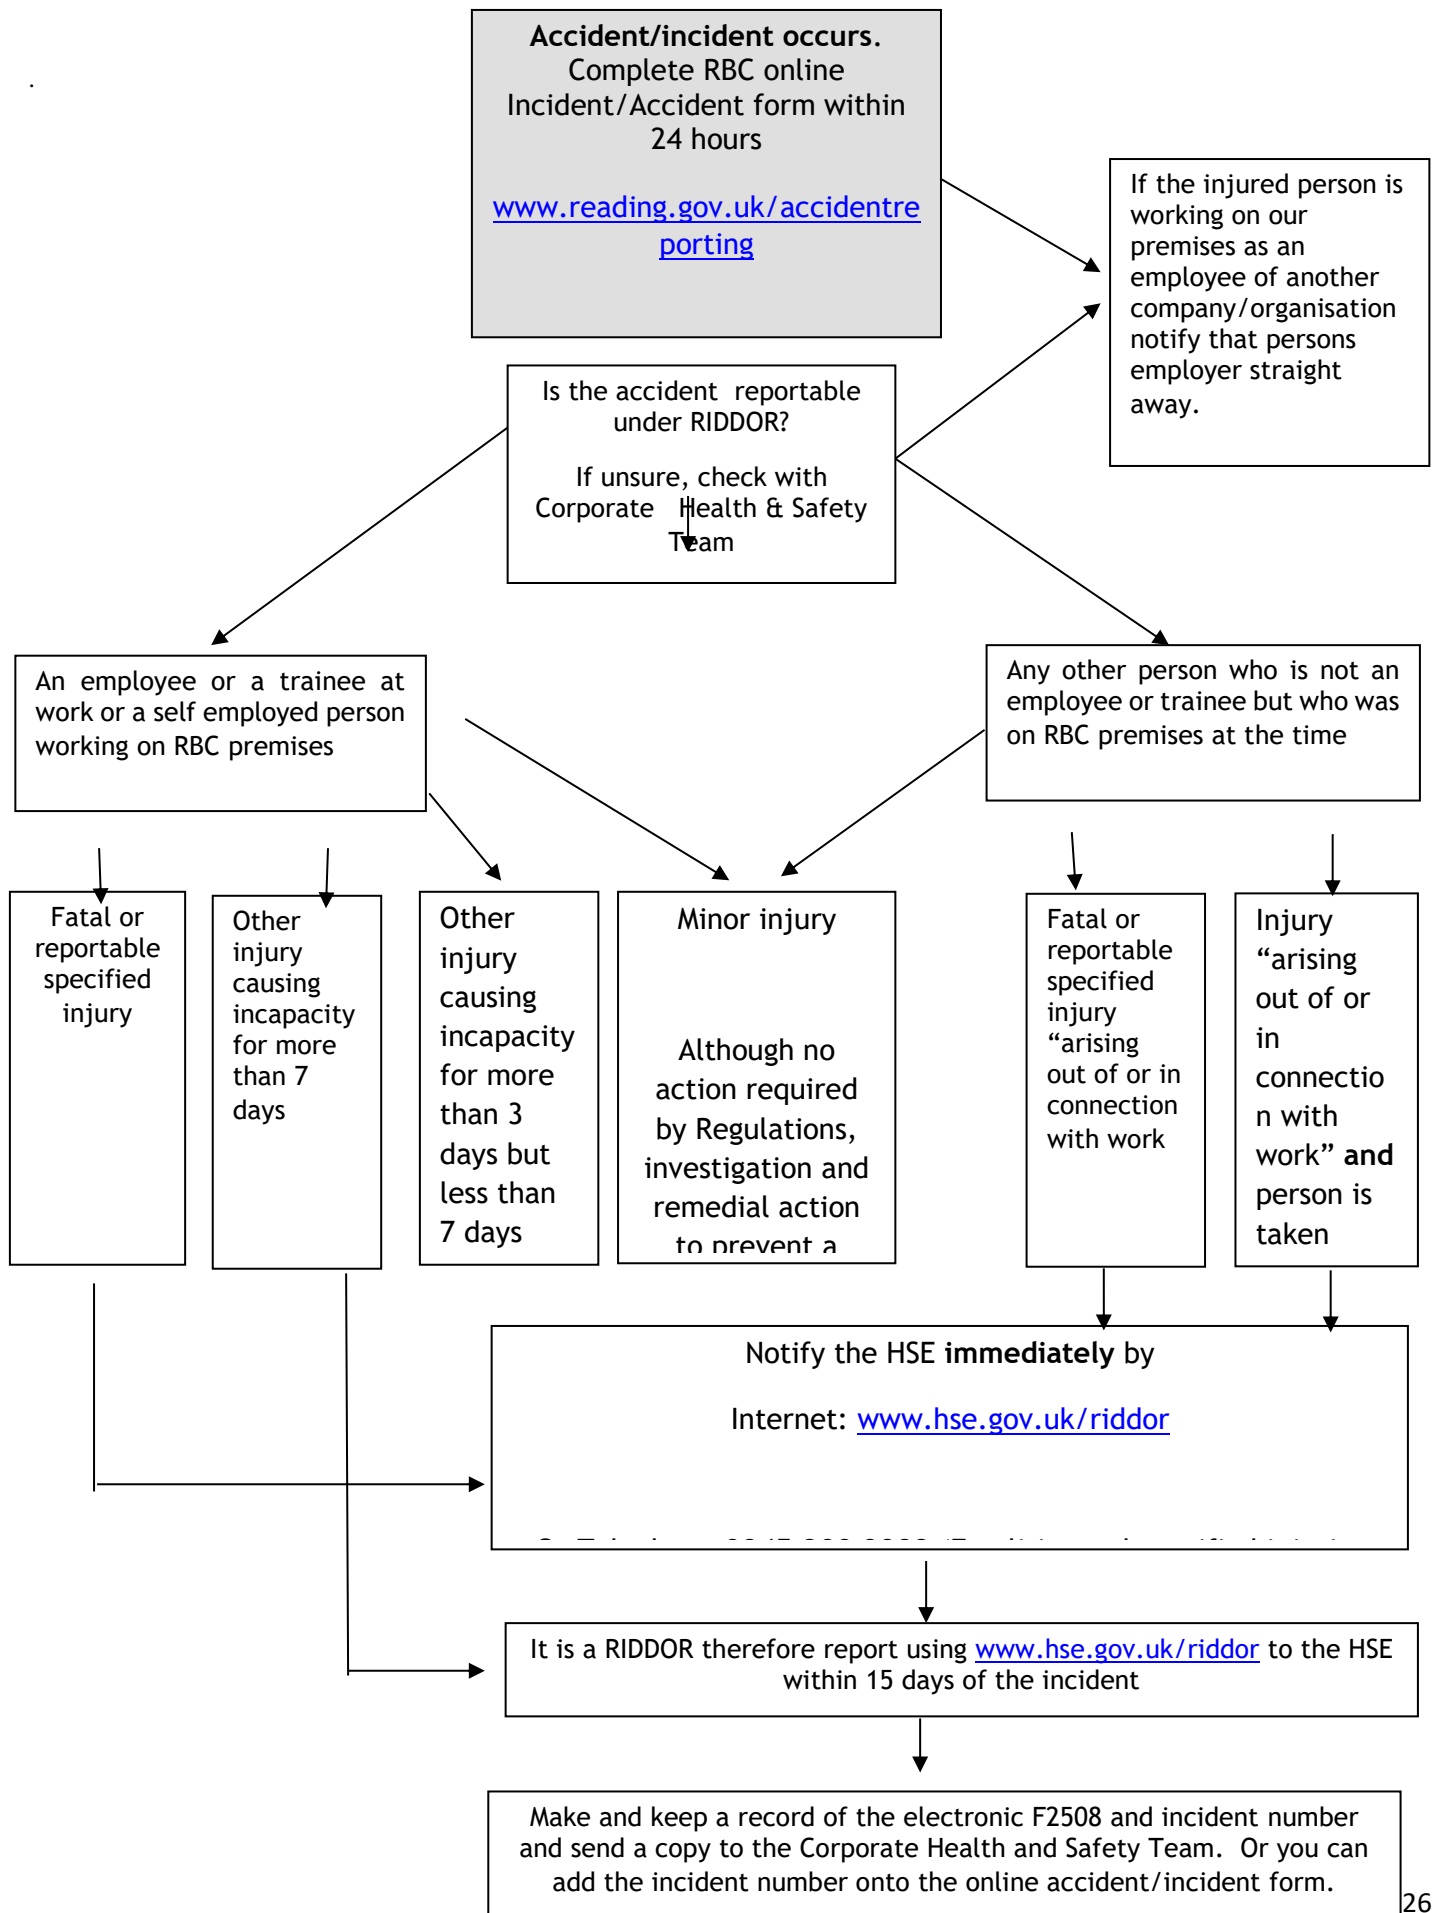 Accident/incident occurs.
Complete RBC online
Incident/Accident form within
24 hours
www.reading.gov.uk/accidentre
porting
.
If the injured person is
working on our
premises as an
employee of another
company/organisation
notify that persons
employer straight
away.
Is the accident reportable
under RIDDOR?
If unsure, check with
Corporate Health & Safety
Team
An employee or a trainee at
work or a self employed person
working on RBC premises
Any other person who is not an
employee or trainee but who was
on RBC premises at the time
Fatal or
reportable
specified
injury
Other
injury
causing
incapacity
for more
than 7
days
Other
injury
causing
incapacity
for more
than 3
days but
less than
7 days
Minor injury
Although no
action required
by Regulations,
investigation and
remedial action
to prevent a
Fatal or
reportable
specified
injury
“arising
out of or in
connection
with work
Injury
“arising
out of or
in
connectio
n with
work” and
person is
taken
Notify the HSE immediately by
Internet: www.hse.gov.uk/riddor
It is a RIDDOR therefore report using www.hse.gov.uk/riddor to the HSE
within 15 days of the incident
Make and keep a record of the electronic F2508 and incident number
and send a copy to the Corporate Health and Safety Team. Or you can
add the incident number onto the online accident/incident form.
26